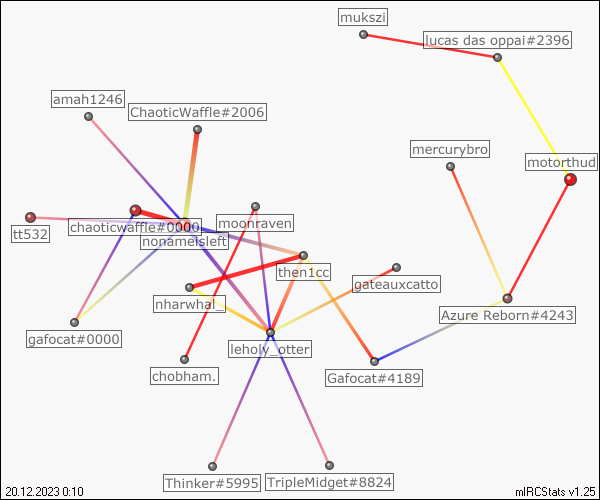 mukszi
lucas das oppai#2396
amah1246
ChaoticWaffle#2006
mercurybro
motorthud
tt532
chaoticwaffle#0000
moonraven
nonameisleft
then1cc
gateauxcatto
nharwhal_
Azure Reborn#4243
gafocat#0000
leholy_otter
chobham.
Gafocat#4189
Thinker#5995
TripleMidget#8824
20.12.2023 0:10
mIRCStats v1.25